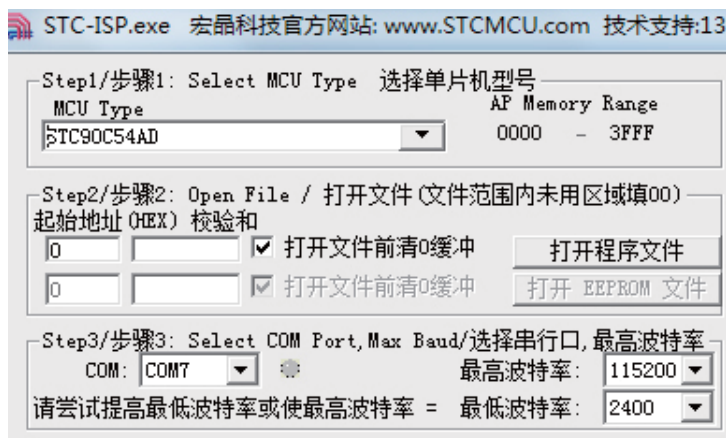 STC-ISP.exe 宏晶科技官方网站: www.STCMCU.com 技术支持:13
Step1/步骤1: Select MCU Type 选择单片机型号
MCU Type AP Memory Range
STC90C54AD 0000 - 3FFF
Step2/步骤2: Open File / 打开文件(文件范围内未用区域填00)
起始地址(HEX) 校验和
0 打开文件前清0缓冲 打开程序文件
0 打开文件前清0缓冲 打开 EEPROM 文件
Step3/步骤3: Select COM Port,Max Baud/选择串行口,最高波特率
COM: COM7 最高波特率: 115200
请尝试提高最低波特率或使最高波特率 = 最低波特率: 2400